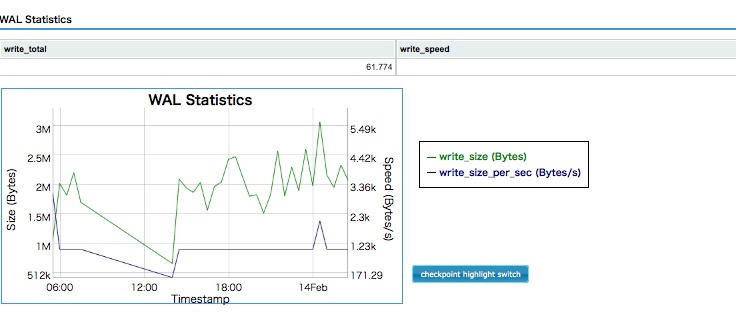 WAL Statistics
write_total write_speed
61.774
WAL Statistics
3M 5.49k
2.5M 4.42k
2M 3.36k
1.5M 2.3k
1M 1.23k
512k 171.29
Size (Bytes)
Speed (Bytes/s)
06:00 12:00 18:00 14Feb
Timestamp
write_size (Bytes)
write_size_per_sec (Bytes/s)
checkpoint highlight switch